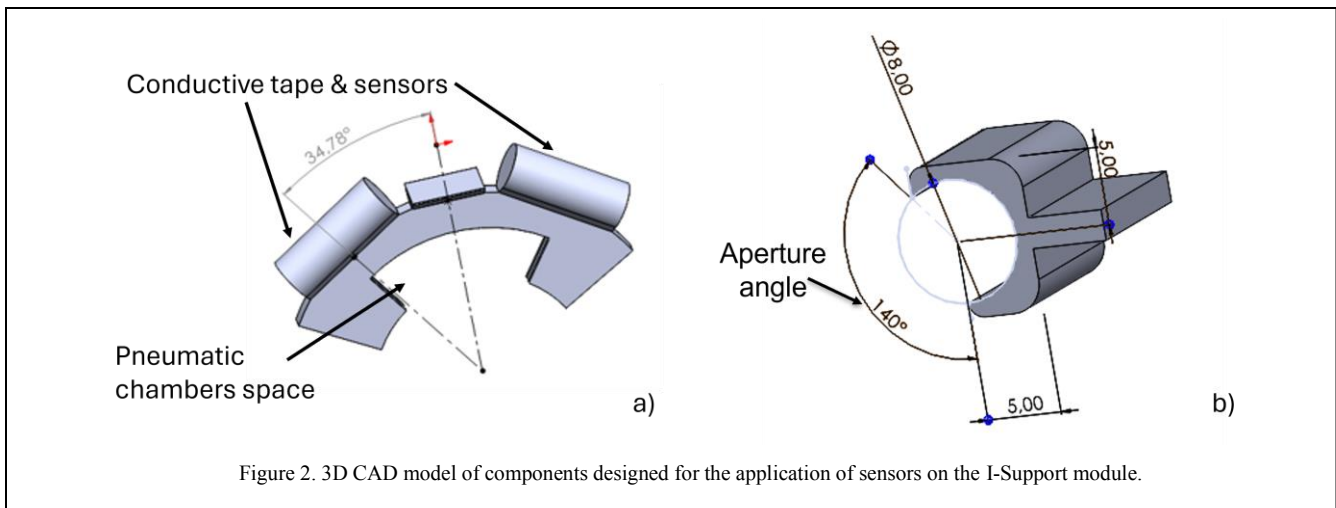 Conductive tape & sensors
34,78°
Pneumatic
chambers space
a)
Ø8,00
5,00
Aperture
angle
140°
5,00
b)
Figure 2. 3D CAD model of components designed for the application of sensors on the I-Support module.